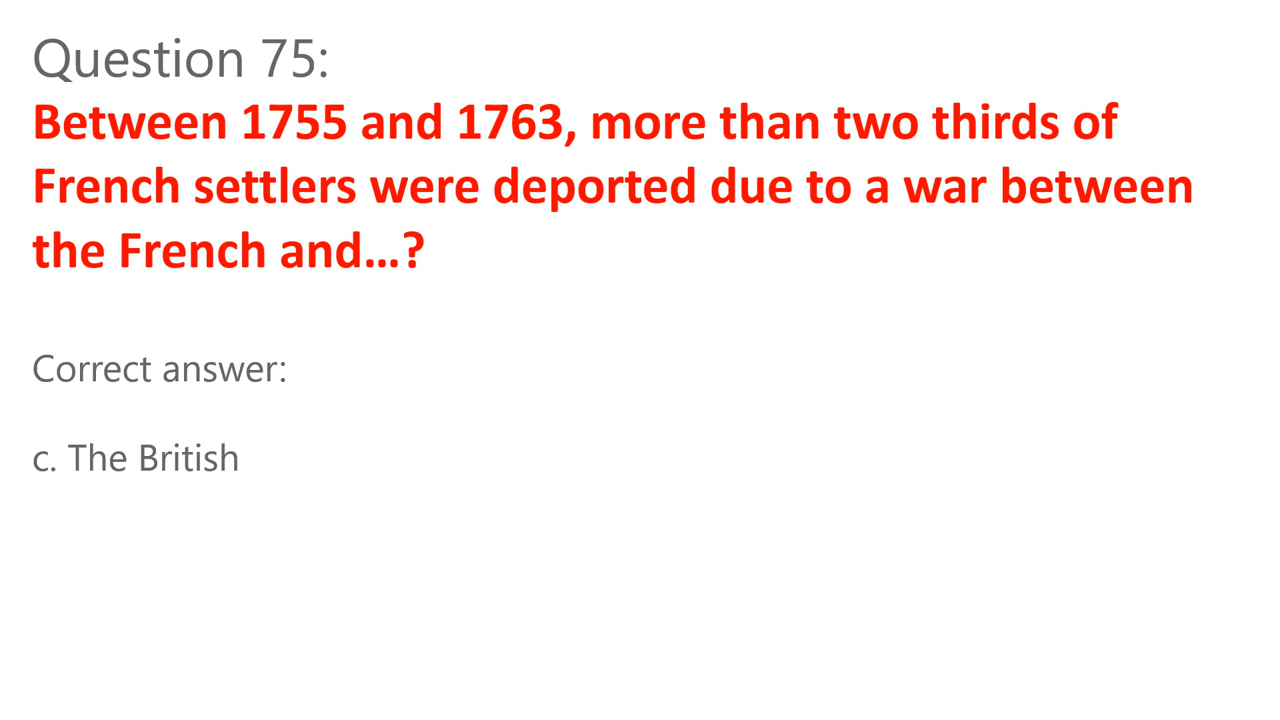 Question 75:
Between 1755 and 1763, more than two thirds of
French settlers were deported due to a war between
the French and...?
Correct answer:
c. The British